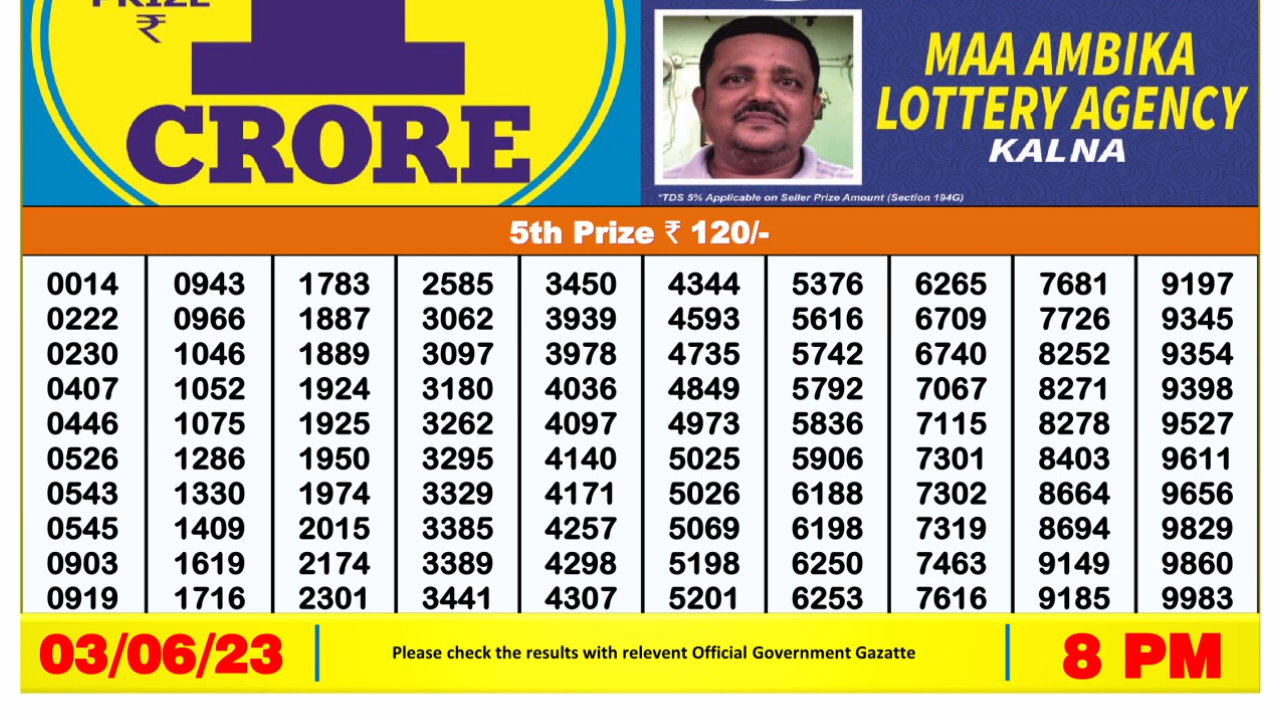 PRIZE
₹
1
CRORE
MAA AMBIKA
LOTTERY AGENCY
KALNA
*TDS 5% Applicable on Seller Prize Amount (Section 194G)
5th Prize ₹ 120/-
0014 0943 1783 2585 3450 4344 5376 6265 7681 9197
0222 0966 1887 3062 3939 4593 5616 6709 7726 9345
0230 1046 1889 3097 3978 4735 5742 6740 8252 9354
0407 1052 1924 3180 4036 4849 5792 7067 8271 9398
0446 1075 1925 3262 4097 4973 5836 7115 8278 9527
0526 1286 1950 3295 4140 5025 5906 7301 8403 9611
0543 1330 1974 3329 4171 5026 6188 7302 8664 9656
0545 1409 2015 3385 4257 5069 6198 7319 8694 9829
0903 1619 2174 3389 4298 5198 6250 7463 9149 9860
0919 1716 2301 3441 4307 5201 6253 7616 9185 9983
03/06/23
Please check the results with relevent Official Government Gazatte
8 PM